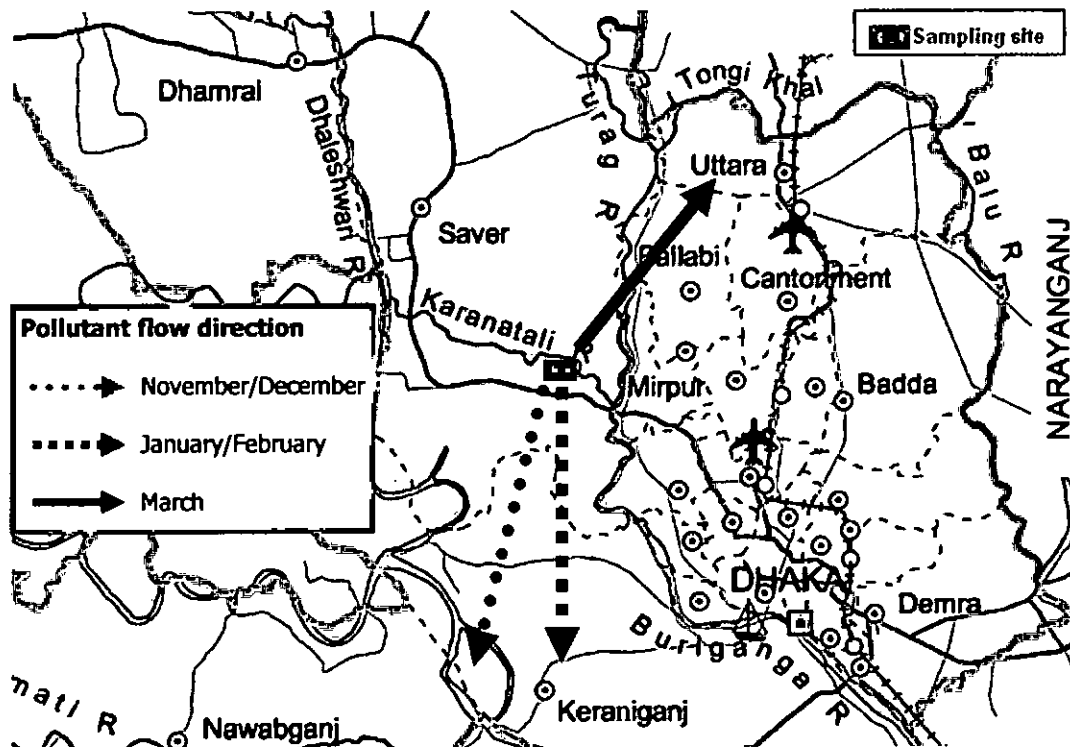 Sampling site
Dhamrai
Tongi Khal
Turag R
Dhaleshwari R
Balu R
Uttara
Saver
Pallabi
Cantonment
NARAYANGANJ
Karanatali
Pollutant flow direction
November/December
January/February
March
Mirpur
Badda
DHAKA
Demra
Buriganga R
mati R
Keraniganj
Nawabganj